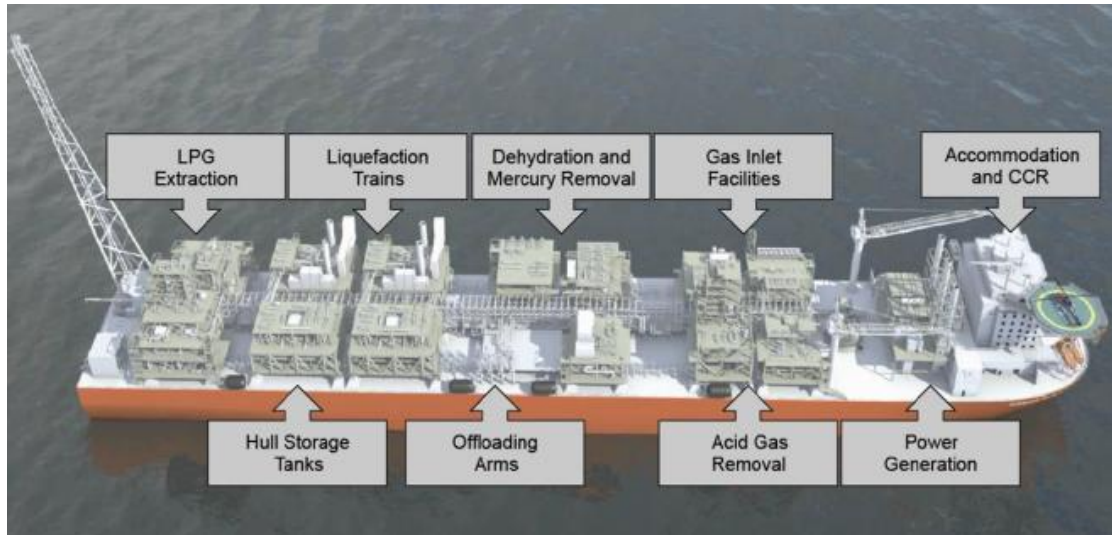 LPG
Extraction
Liquefaction
Trains
Dehydration and
Mercury Removal
Gas Inlet
Facilities
Accommodation
and CCR
Hull Storage
Tanks
Offloading
Arms
Acid Gas
Removal
Power
Generation